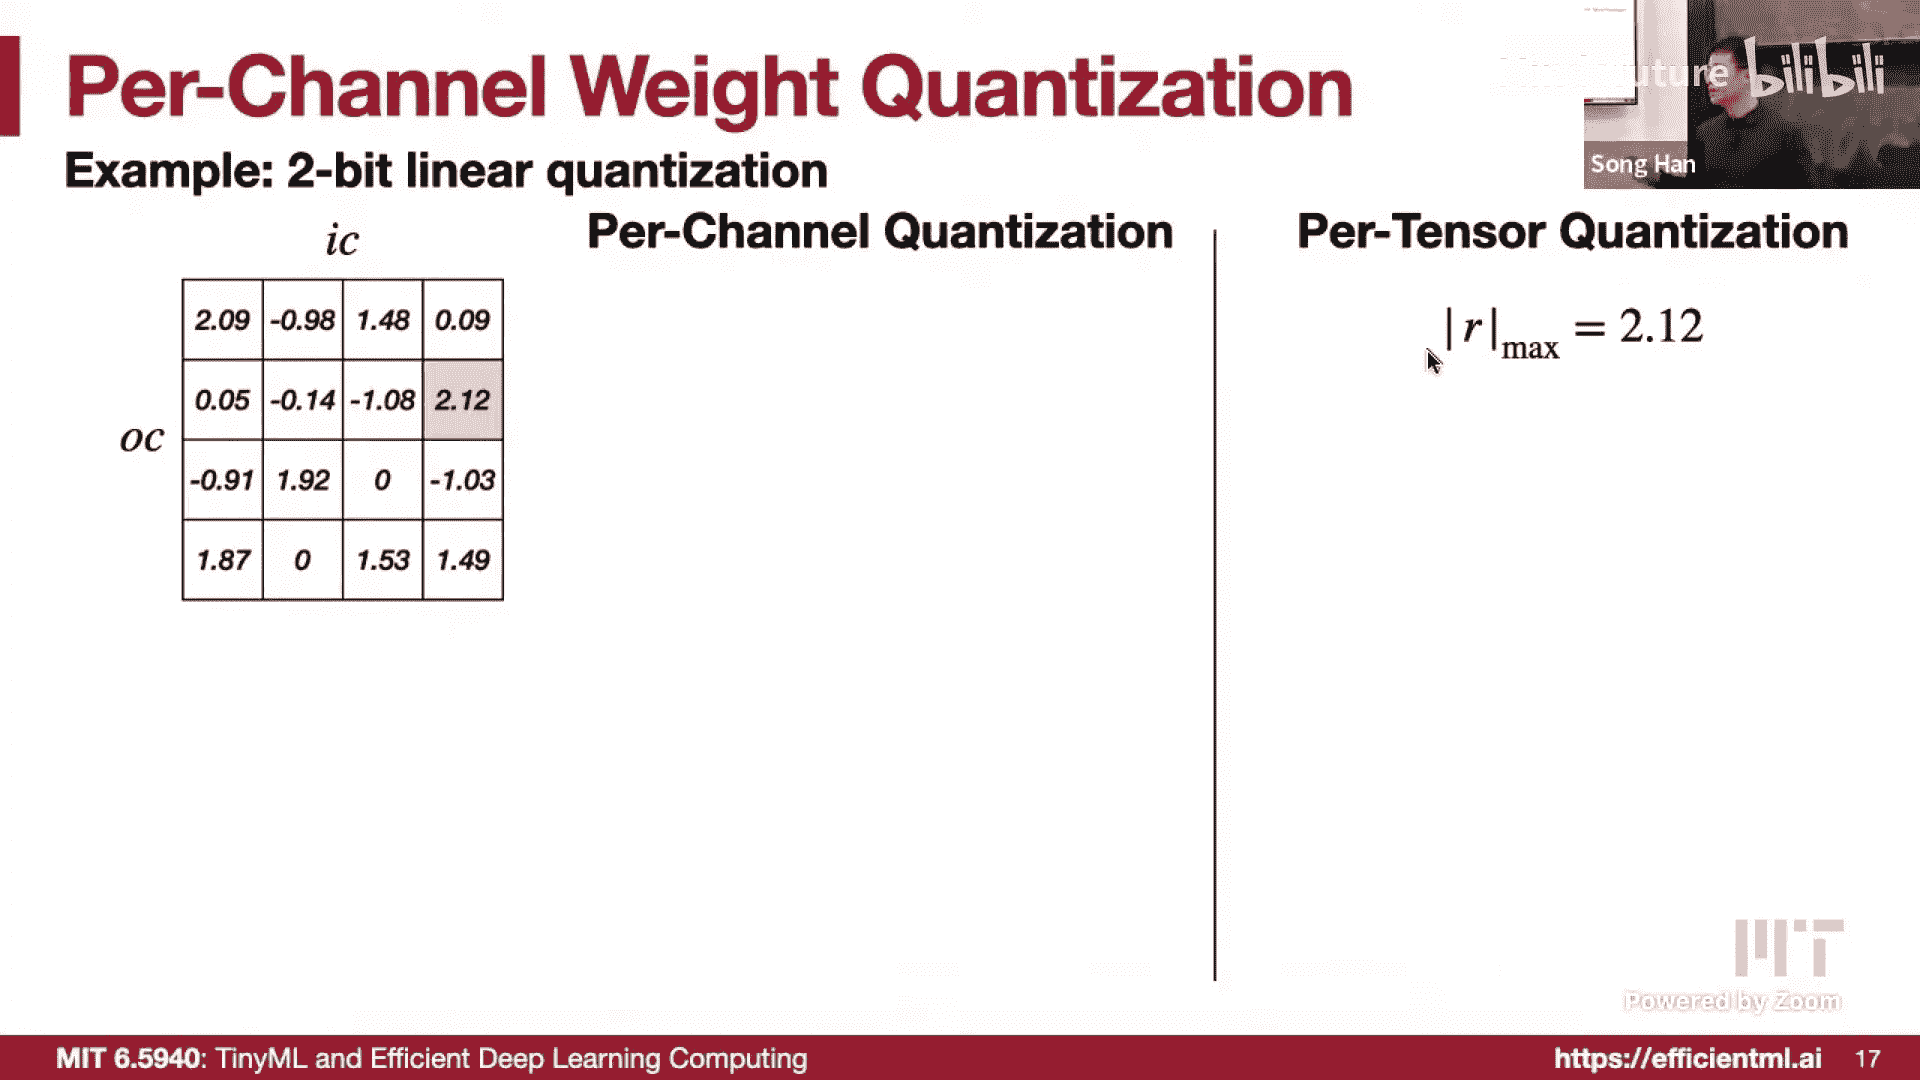 Per-Channel Weight Quantization
Example: 2-bit linear quantization
bilibili
Song Han
ic
Per-Channel Quantization
Per-Tensor Quantization
2.09 -0.98 1.48 0.09
|r|max = 2.12
0.05 -0.14 -1.08 2.12
oc
-0.91 1.92 0 -1.03
1.87 0 1.53 1.49
MIT
Powered by Zoom
MIT 6.5940: TinyML and Efficient Deep Learning Computing
https://efficientml.ai 17